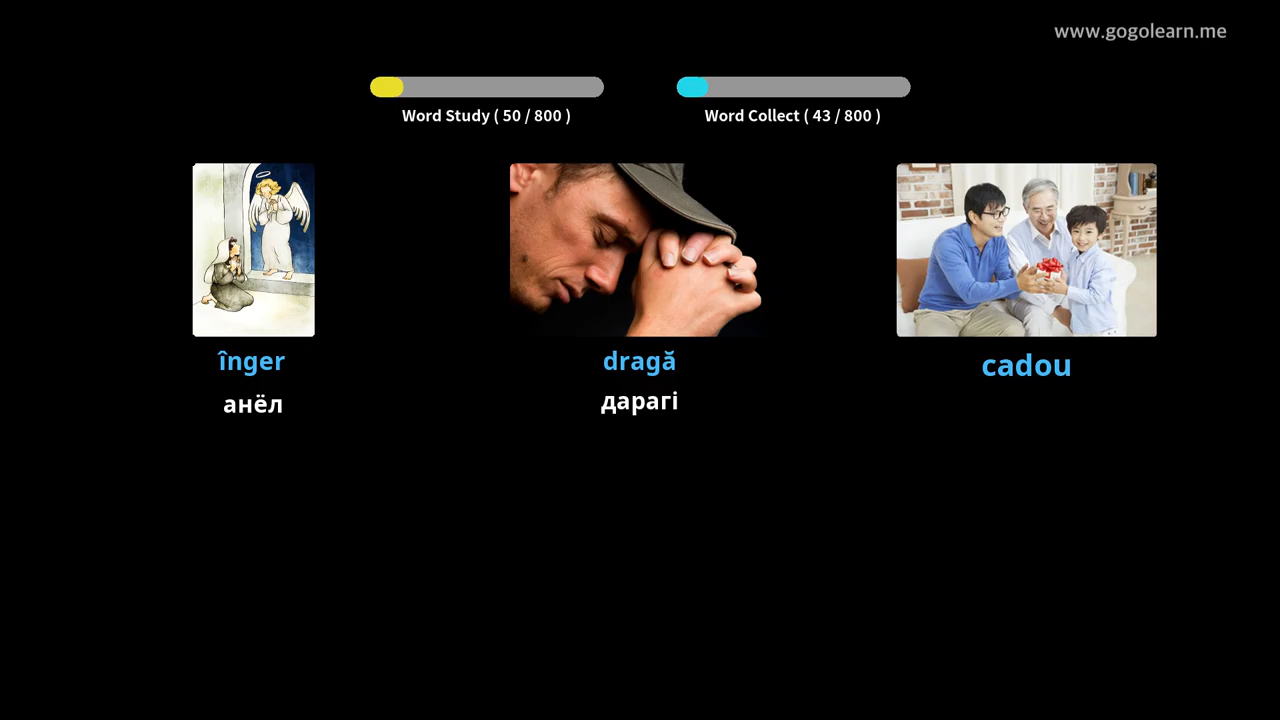 www.gogolearn.me
Word Study ( 50 / 800 )
Word Collect ( 43 / 800 )
înger
анёл
dragă
дарагі
cadou